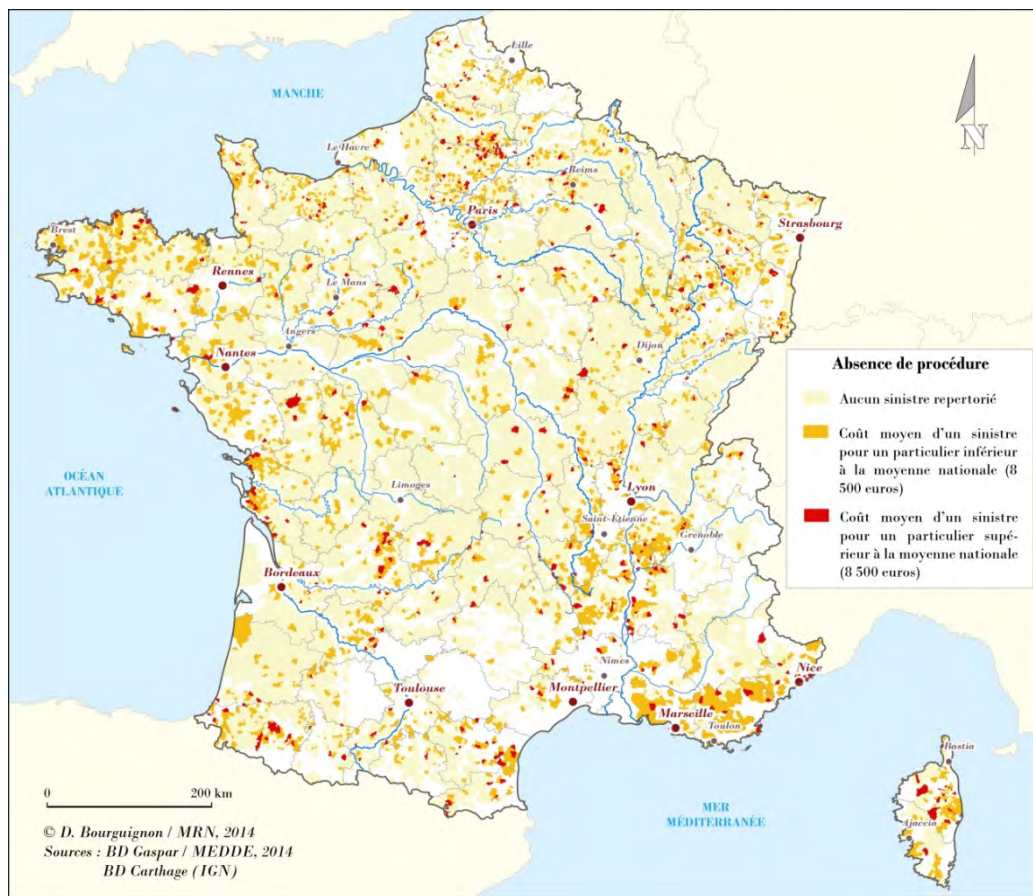 Lille
MANCHE
N
Le Havre
Reims
Paris
Strasbourg
Brest
Rennes
Le Mans
Angers
Nantes
Dijon
Absence de procédure
Aucun sinistre repertorié
Coût moyen d'un sinistre
pour un particulier inférieur
à la moyenne nationale (8
500 euros)
Coût moyen d'un sinistre
pour un particulier supé-
rieur à la moyenne nationale
(8 500 euros)
OCÉAN
ATLANTIQUE
Limoges
Lyon
Saint-Étienne
Grenoble
Bordeaux
Nîmes
Nice
Toulouse
Montpellier
Marseille
Toulon
Bastia
Ajaccio
0
200 km
MER
MÉDITERRANÉE
© D. Bourguignon / MRN, 2014
Sources : BD Gaspar / MEDDE, 2014
BD Carthage (IGN)